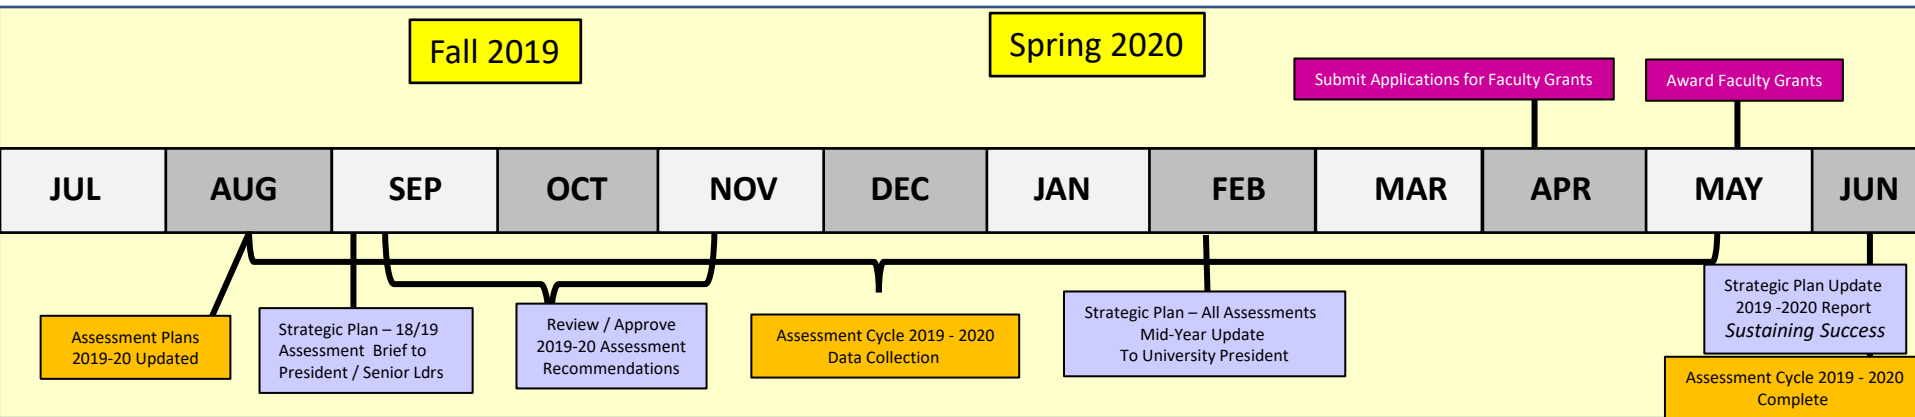 Fall 2019
Spring 2020
Submit Applications for Faculty Grants
Award Faculty Grants
JUL AUG SEP OCT NOV DEC JAN FEB MAR APR MAY JUN
Assessment Plans
2019-20 Updated
Strategic Plan – 18/19
Assessment Brief to
President / Senior Ldrs
Review / Approve
2019-20 Assessment
Recommendations
Assessment Cycle 2019 - 2020
Data Collection
Strategic Plan – All Assessments
Mid-Year Update
To University President
Strategic Plan Update
2019 -2020 Report
Sustaining Success
Assessment Cycle 2019 - 2020
Complete